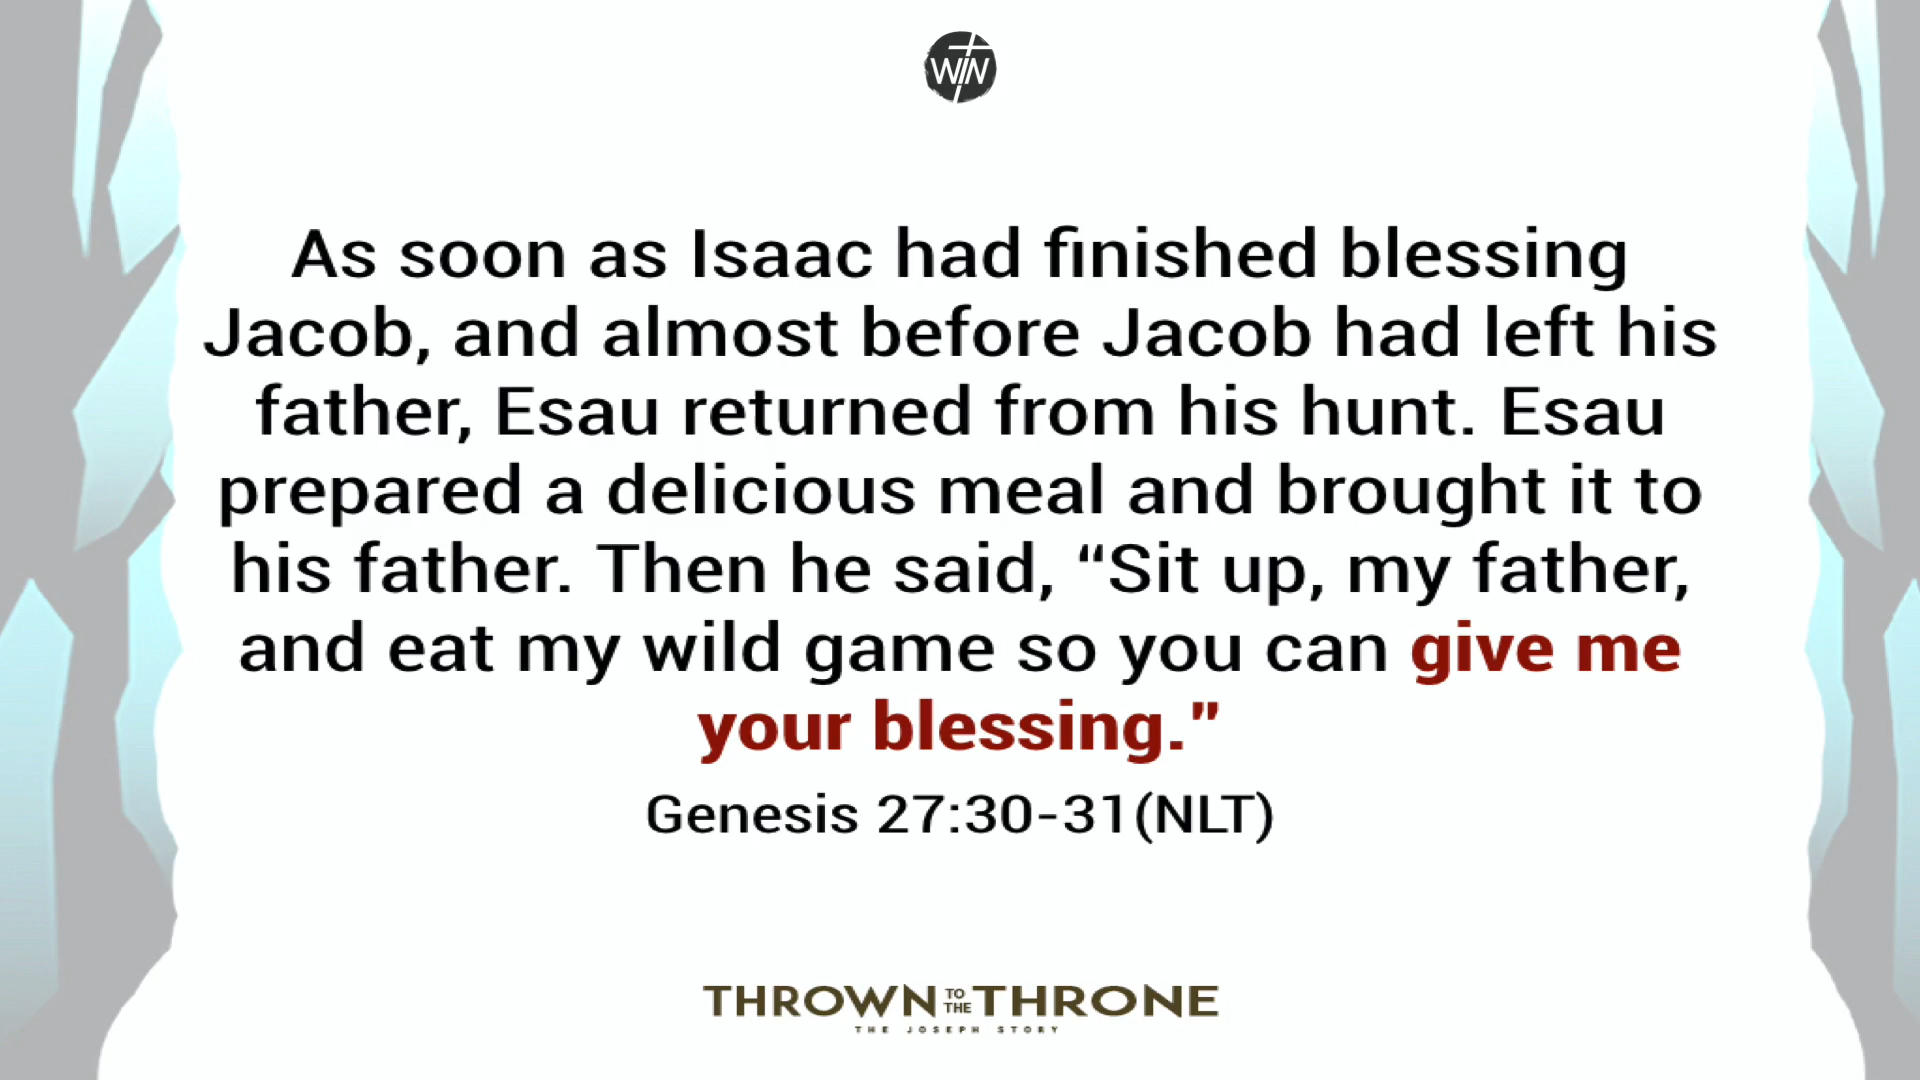 WIN
As soon as Isaac had finished blessing
Jacob, and almost before Jacob had left his
father, Esau returned from his hunt. Esau
prepared a delicious meal and brought it to
his father. Then he said, “Sit up, my father,
and eat my wild game so you can give me
your blessing.”
Genesis 27:30-31(NLT)
THROWN TO THE THRONE
THE JOSEPH STORY